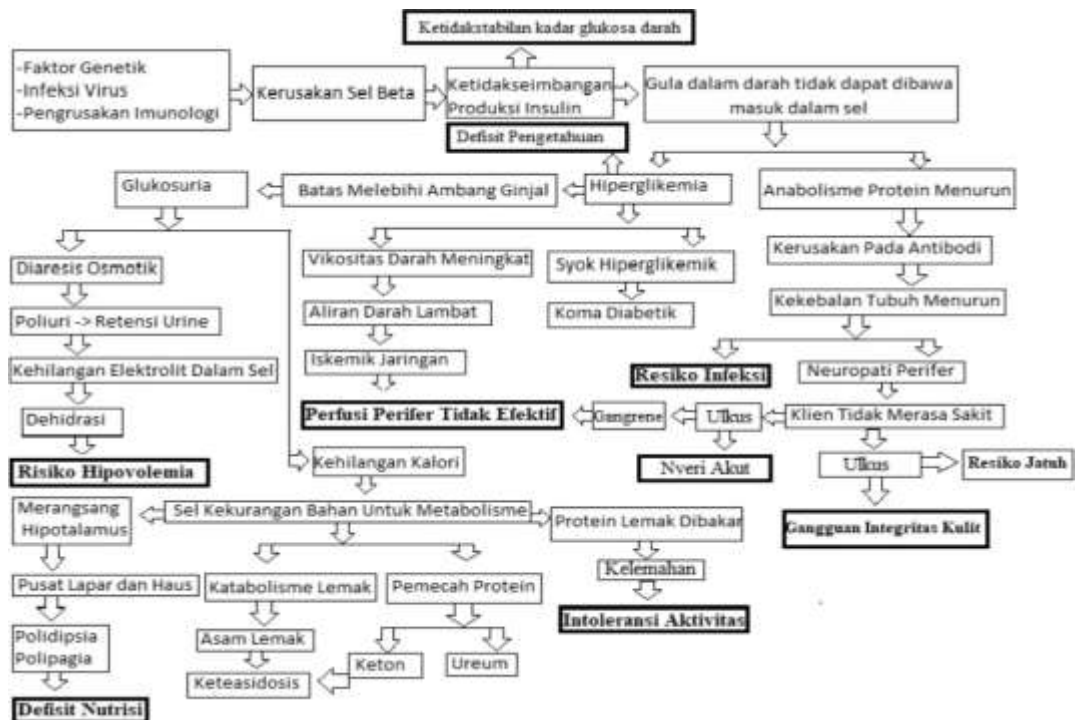 Ketidakstabilan kadar glukosa darah
-Faktor Genetik
-Infeksi Virus
-Pengrusakan Imunologi
Kerusakan Sel Beta
Ketidakseimbangan
Produksi Insulin
Gula dalam darah tidak dapat dibawa
masuk dalam sel
Defisit Pengetahuan
Glukosuria
Batas Melebihi Ambang Ginjal
Hiperglikemia
Anabolisme Protein Menurun
Diaresis Osmotik
Vikositas Darah Meningkat
Syok Hiperglikemik
Kerusakan Pada Antibodi
Poliuri -> Retensi Urine
Aliran Darah Lambat
Koma Diabetik
Kekebalan Tubuh Menurun
Kehilangan Elektrolit Dalam Sel
Iskemik Jaringan
Resiko Infeksi
Neuropati Perifer
Dehidrasi
Perfusi Perifer Tidak Efektif
Gangrene
Ulkus
Klien Tidak Merasa Sakit
Risiko Hipovolemia
Kehilangan Kalori
Nyeri Akut
Ulkus
Resiko Jatuh
Merangsang
Hipotalamus
Sel Kekurangan Bahan Untuk Metabolisme
Protein Lemak Dibakar
Gangguan Integritas Kulit
Pusat Lapar dan Haus
Katabolisme Lemak
Pemecah Protein
Kelemahan
Intoleransi Aktivitas
Polidipsia
Polipagia
Asam Lemak
Keton
Ureum
Keteasidosis
Defisit Nutrisi